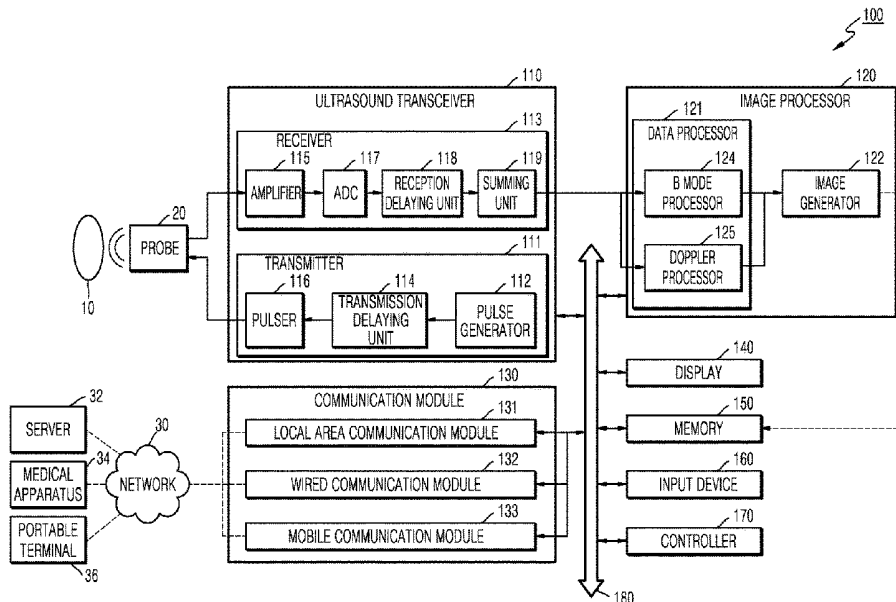 100
110
ULTRASOUND TRANSCEIVER
113
RECEIVER
115
AMPLIFIER
117
ADC
118
RECEPTION
DELAYING UNIT
119
SUMMING
UNIT
120
IMAGE PROCESSOR
121
DATA PROCESSOR
124
B MODE
PROCESSOR
122
IMAGE
GENERATOR
125
DOPPLER
PROCESSOR
20
PROBE
10
111
TRANSMITTER
116
PULSER
114
TRANSMISSION
DELAYING
UNIT
112
PULSE
GENERATOR
130
COMMUNICATION MODULE
131
LOCAL AREA COMMUNICATION MODULE
132
WIRED COMMUNICATION MODULE
133
MOBILE COMMUNICATION MODULE
32
SERVER
34
MEDICAL
APPARATUS
PORTABLE
TERMINAL
36
30
NETWORK
140
DISPLAY
150
MEMORY
160
INPUT DEVICE
170
CONTROLLER
180